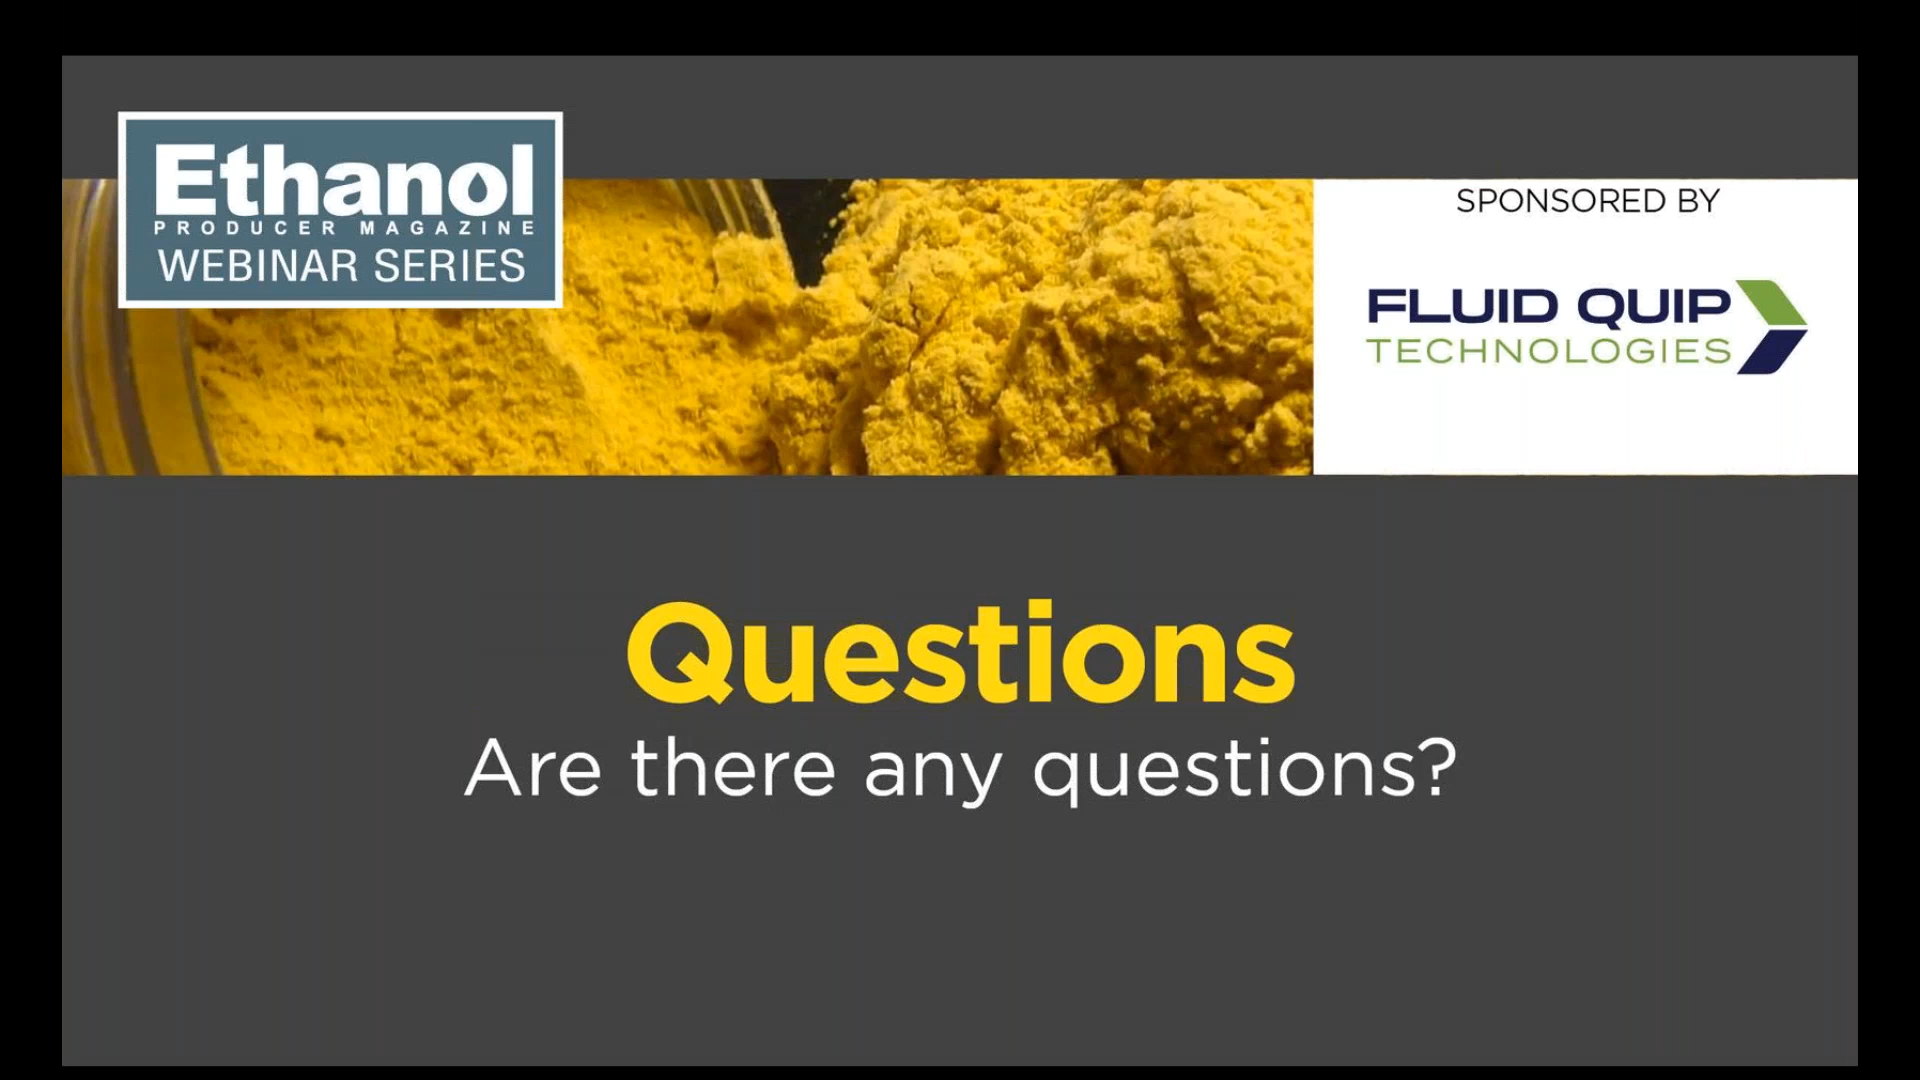 Ethanol
PRODUCER MAGAZINE
WEBINAR SERIES
SPONSORED BY
FLUID QUIP
TECHNOLOGIES
Questions
Are there any questions?